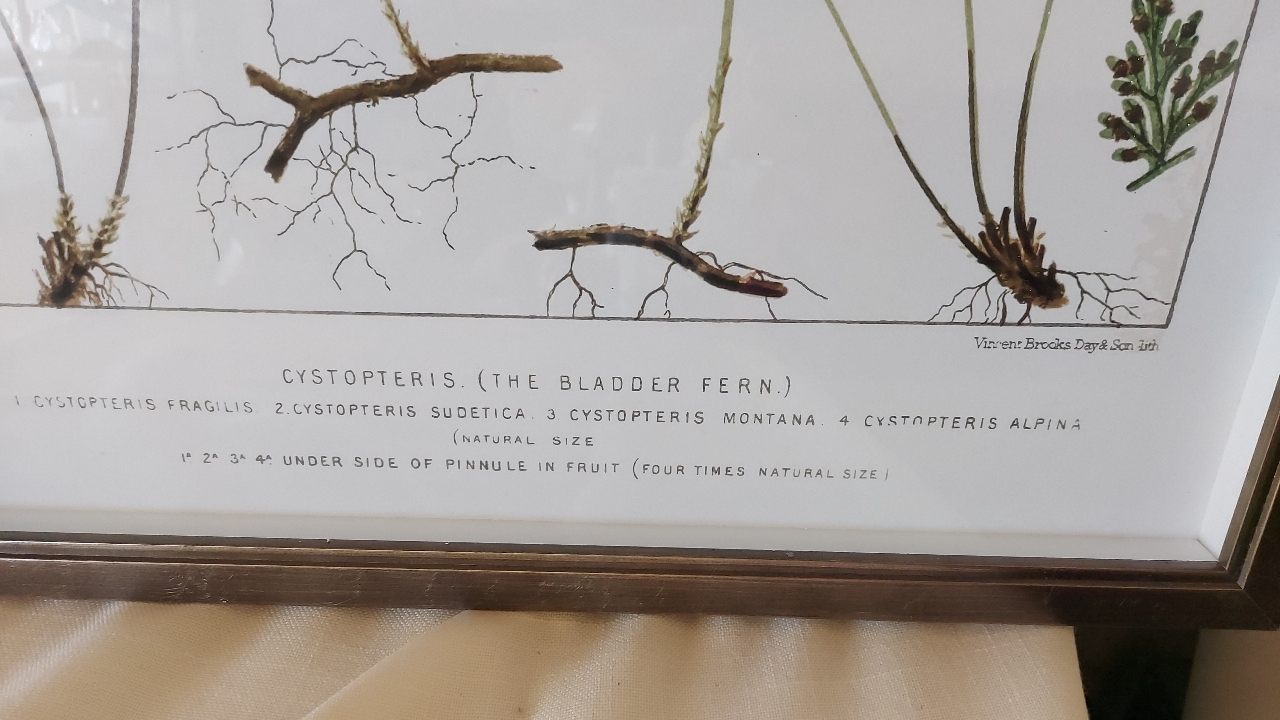 Vincent Brooks Day & Son lith
CYSTOPTERIS. (THE BLADDER FERN.)
1 CYSTOPTERIS FRAGILIS. 2. CYSTOPTERIS SUDETICA. 3 CYSTOPTERIS MONTANA. 4 CYSTOPTERIS ALPINA
(NATURAL SIZE
1ᴬ 2ᴬ 3ᴬ 4ᴬ. UNDER SIDE OF PINNULE IN FRUIT (FOUR TIMES NATURAL SIZE)